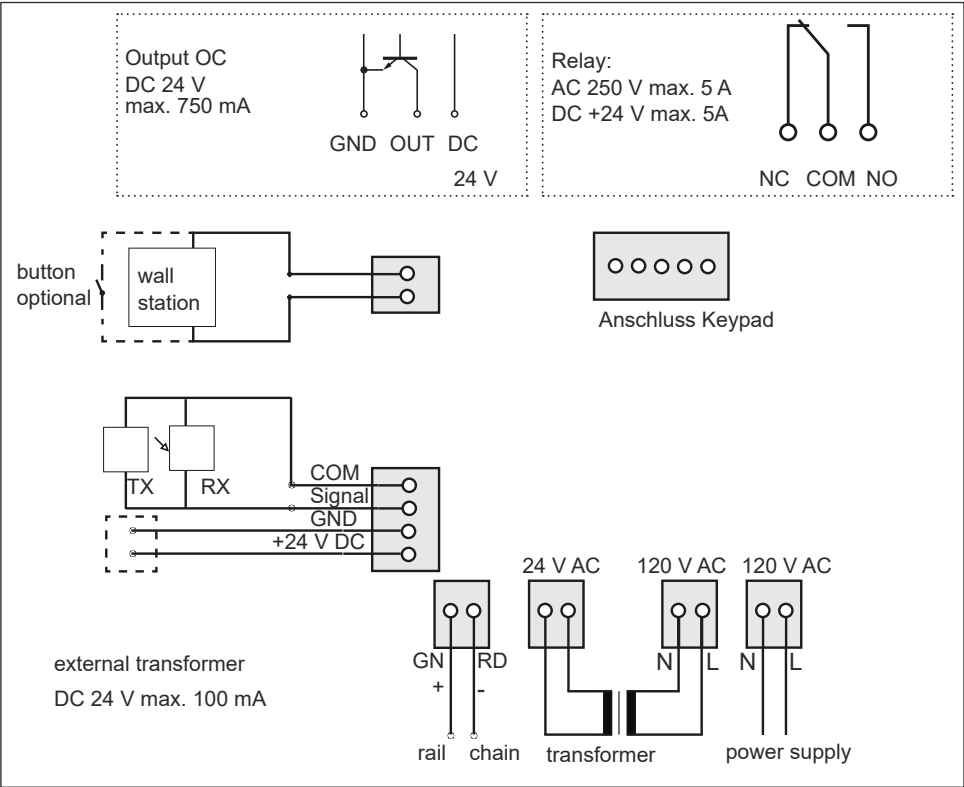 Output OC
DC 24 V
max. 750 mA
GND OUT DC
24 V
Relay:
AC 250 V max. 5 A
DC +24 V max. 5A
NC COM NO
button
optional
wall
station
Anschluss Keypad
TX RX
COM
Signal
GND
+24 V DC
24 V AC
120 V AC
120 V AC
GN RD
+ -
N L
N L
external transformer
DC 24 V max. 100 mA
rail chain
transformer
power supply